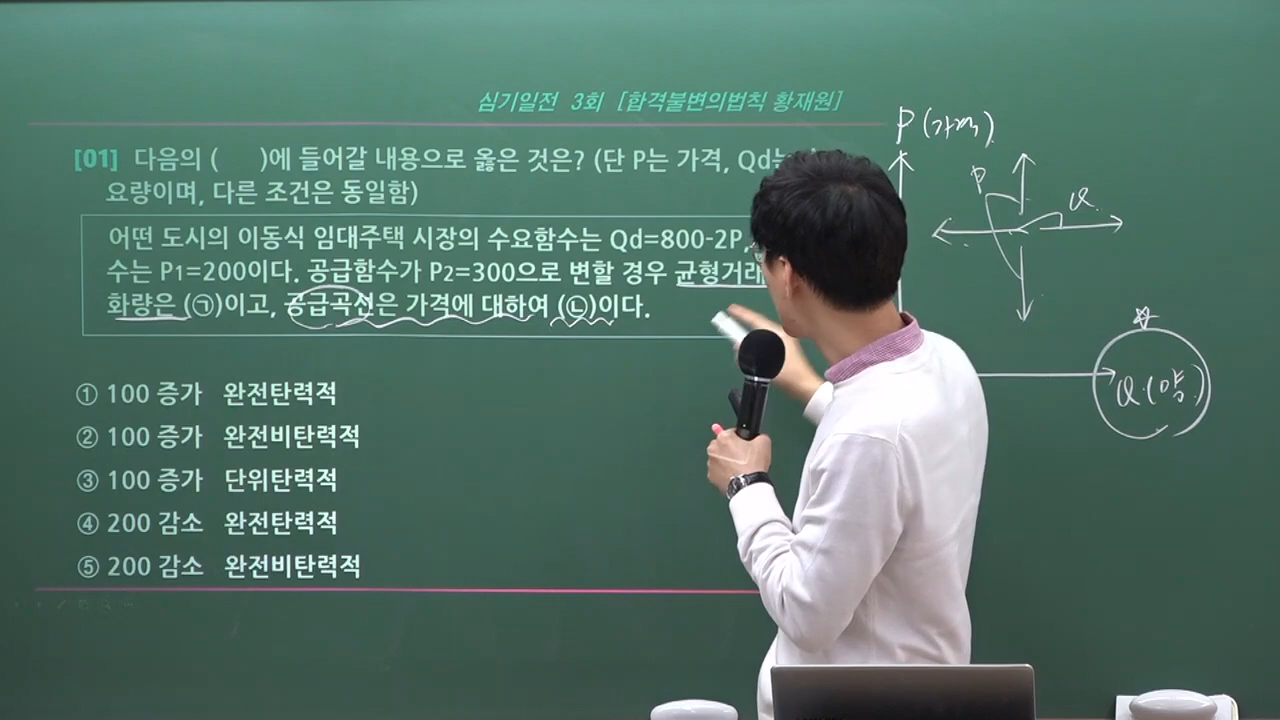 심기일전 3회 [합격불변의법칙 황재원]
[01] 다음의 ( )에 들어갈 내용으로 옳은 것은? (단 P는 가격, Qd는
요량이며, 다른 조건은 동일함)
어떤 도시의 이동식 임대주택 시장의 수요함수는 Qd=800-2P,
수는 P1=200이다. 공급함수가 P2=300으로 변할 경우 균형거래
화량은 (㉠)이고, 공급곡선은 가격에 대하여 (㉡)이다.
① 100 증가 완전탄력적
② 100 증가 완전비탄력적
③ 100 증가 단위탄력적
④ 200 감소 완전탄력적
⑤ 200 감소 완전비탄력적
P (가격)
P
Q
Q (양)